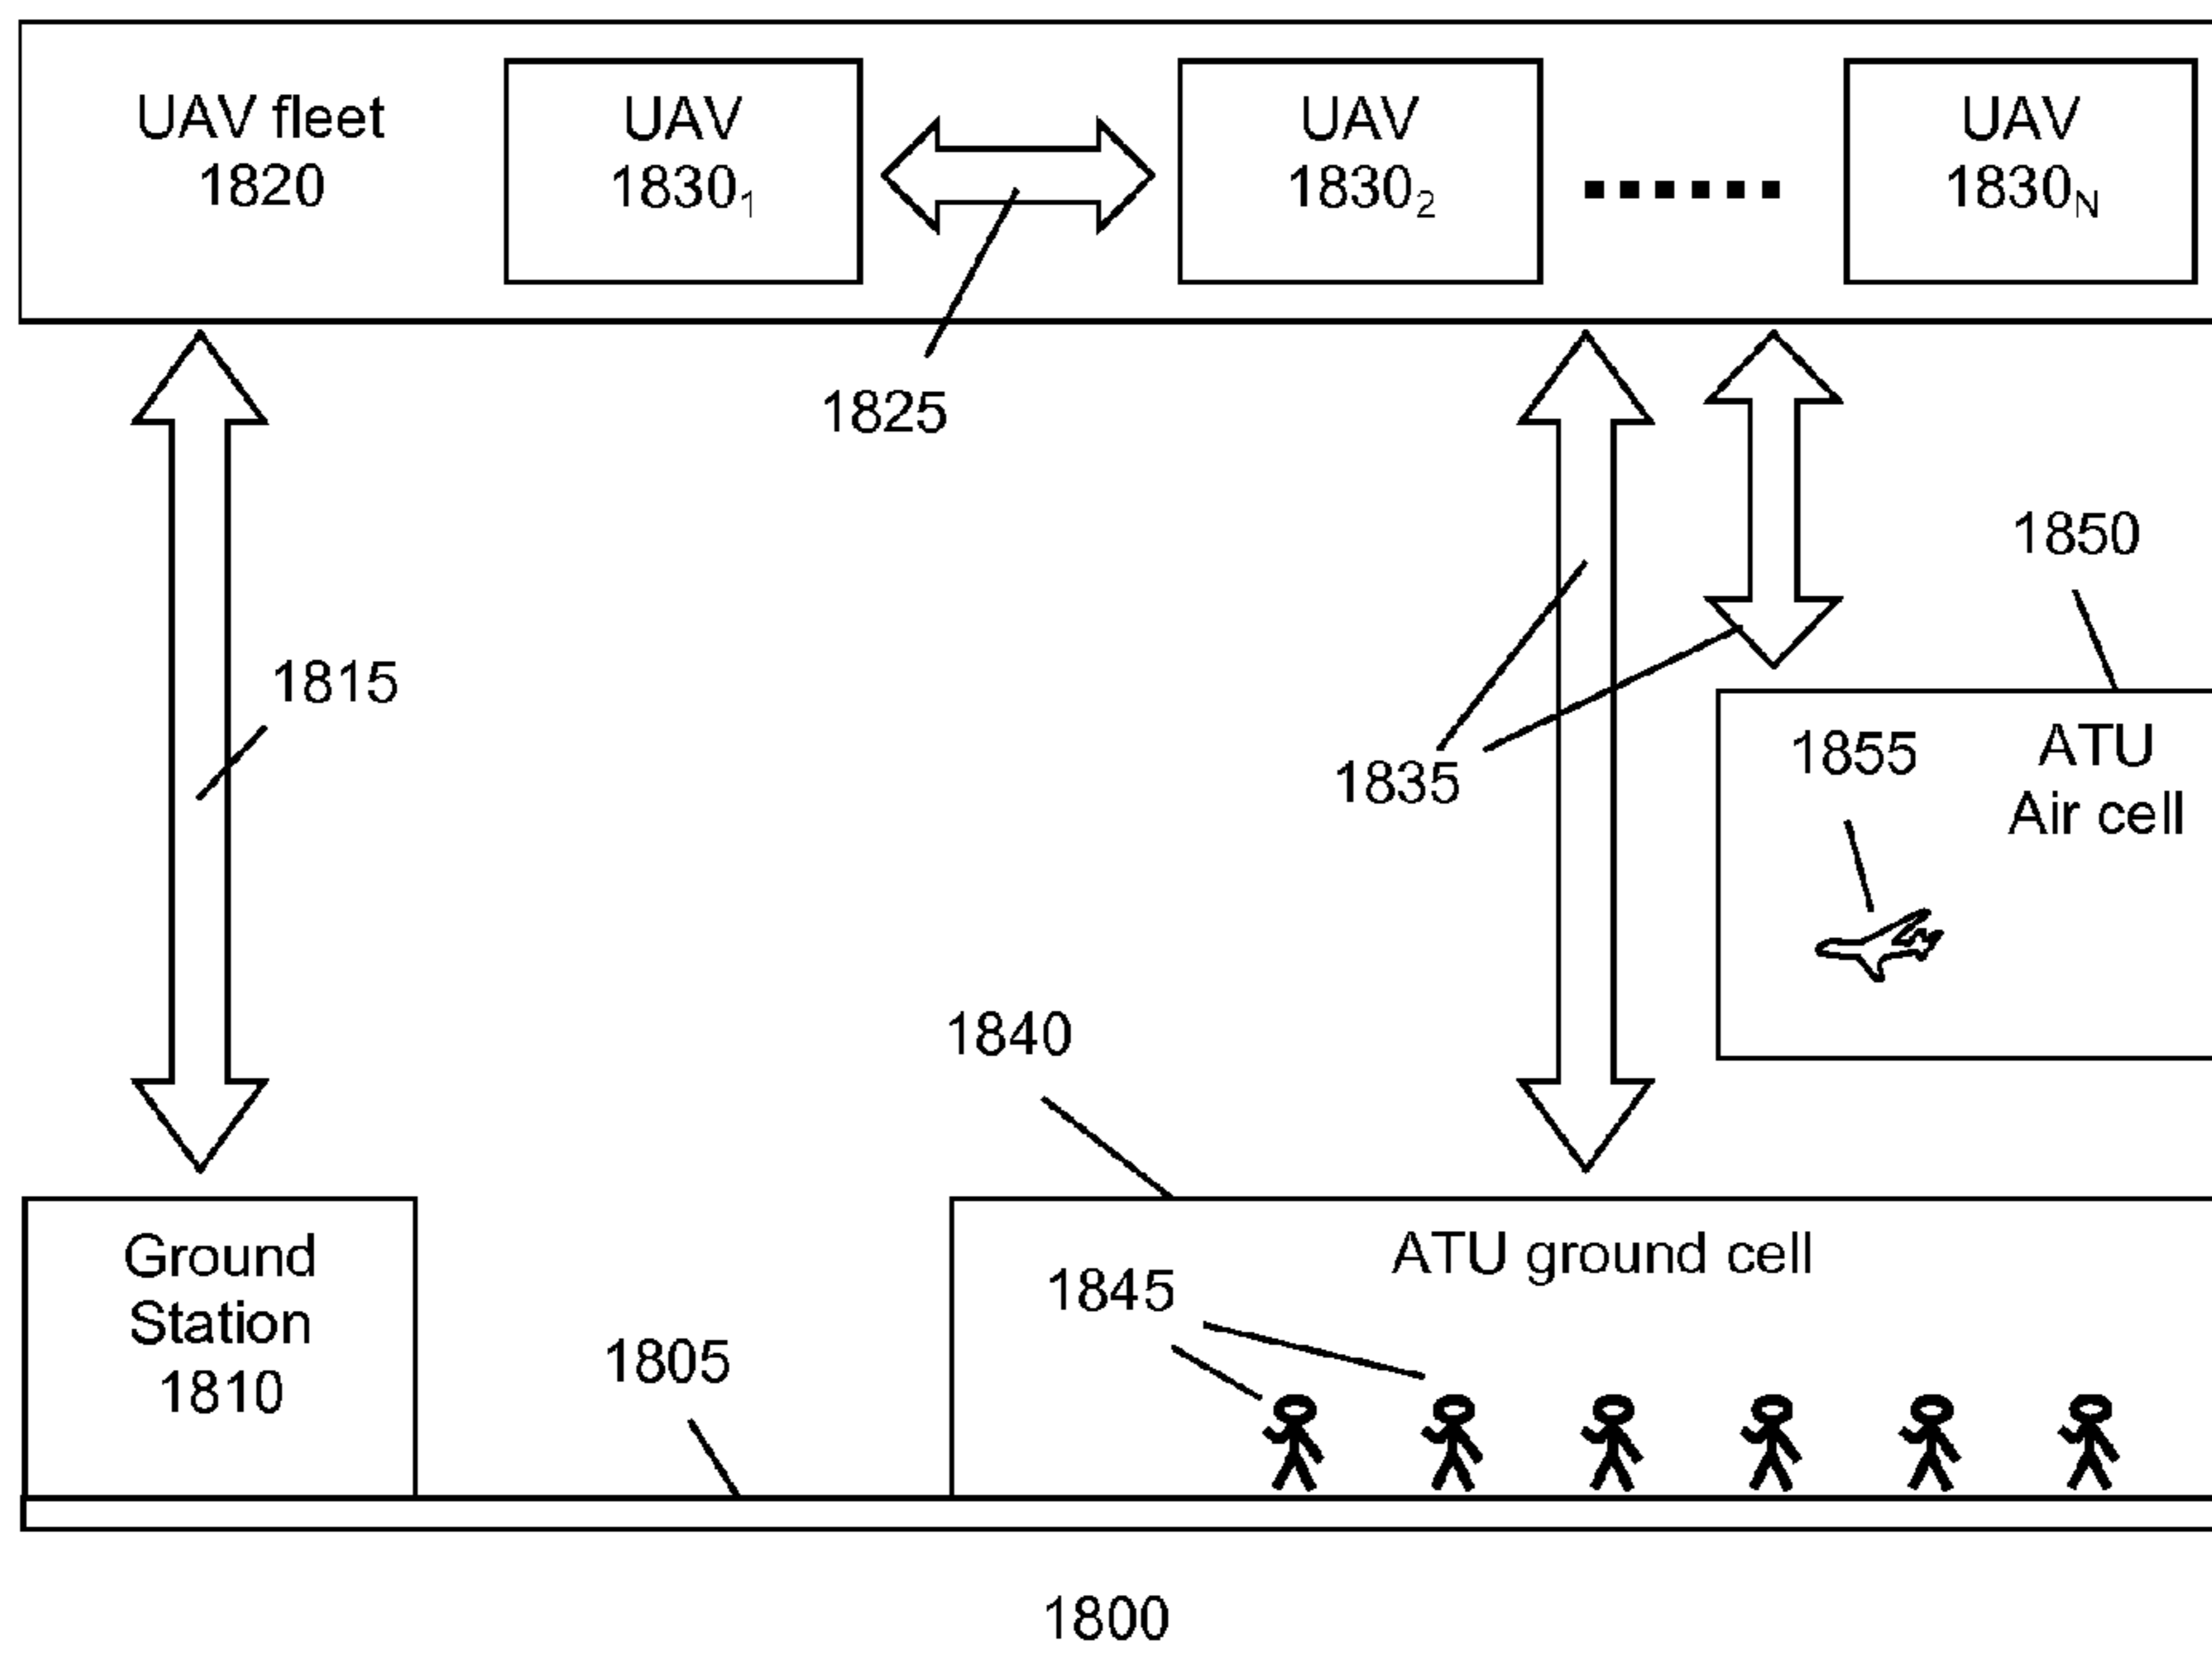 UAV fleet
1820
UAV
1830₁
UAV
1830₂
UAV
1830N
1825
1815
1835
1850
1855
ATU
Air cell
1840
Ground
Station
1810
1805
ATU ground cell
1845
1800